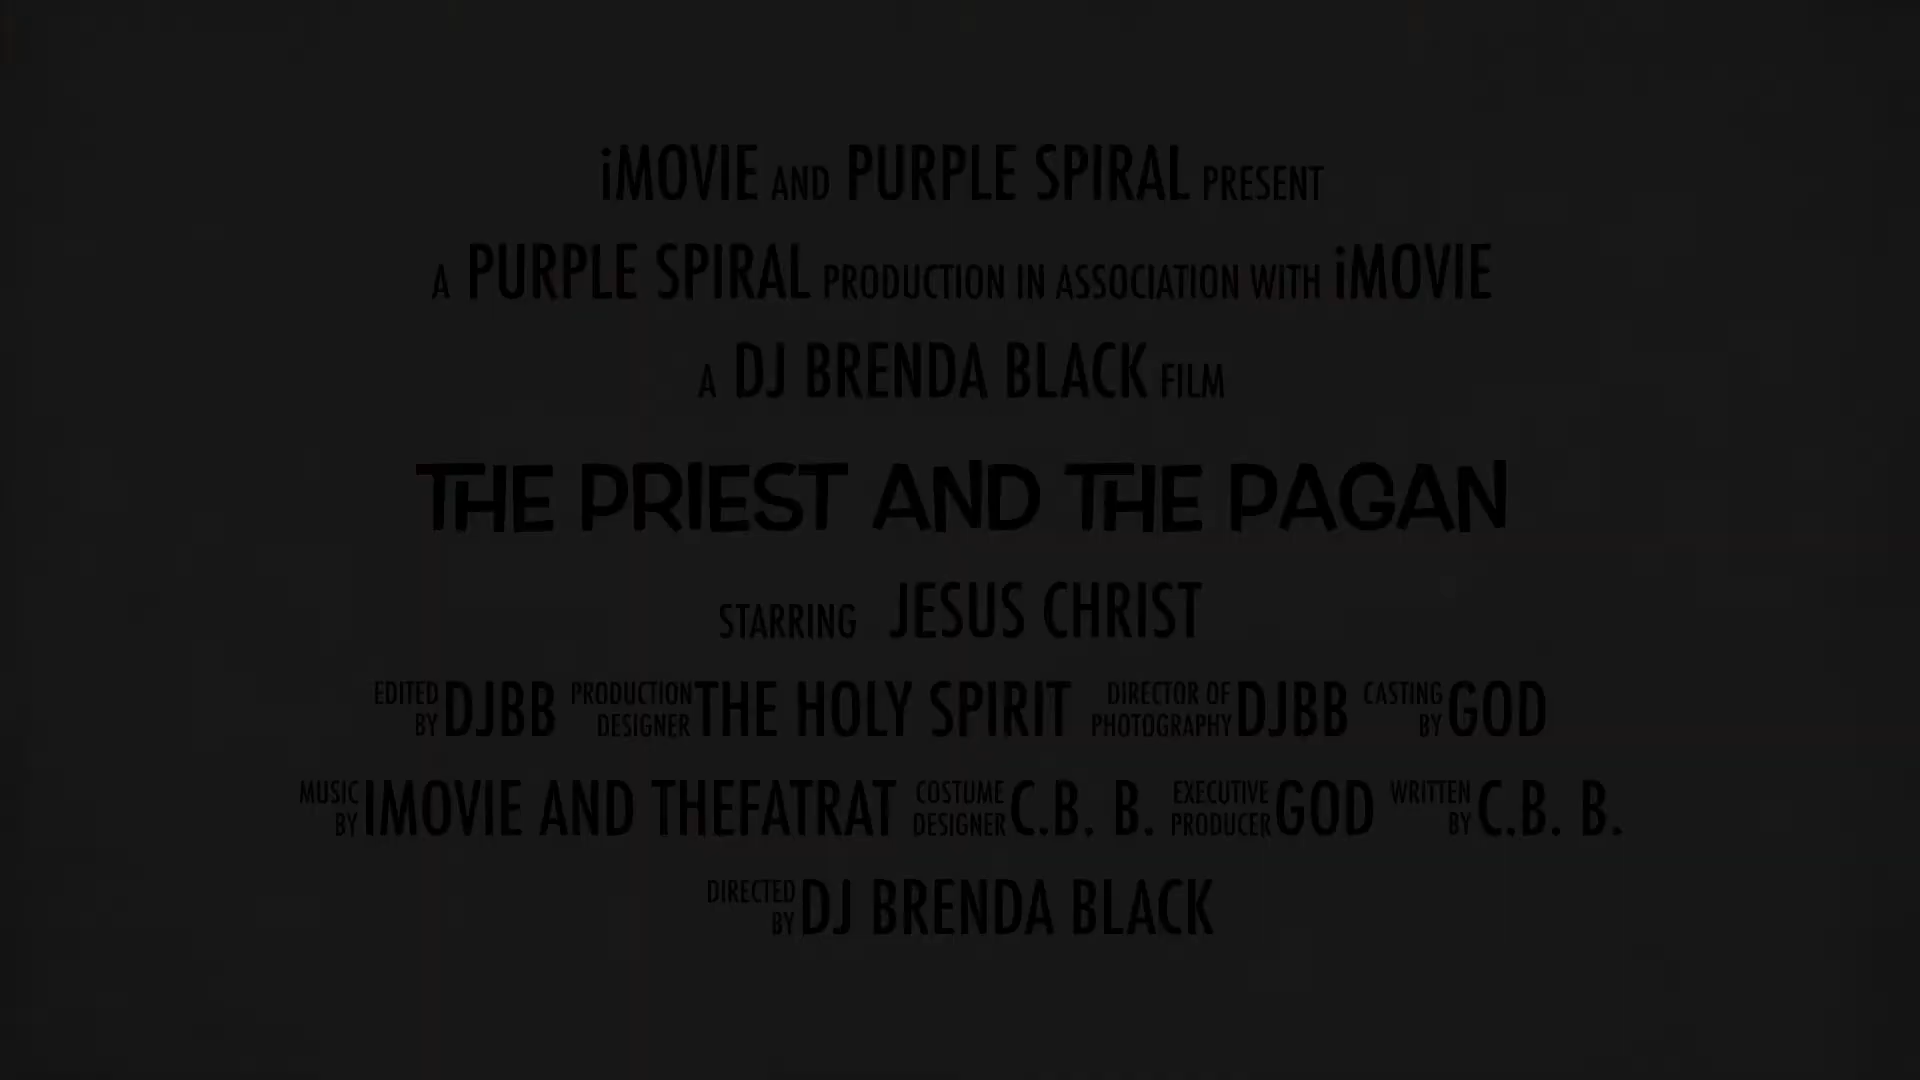 iMOVIE AND PURPLE SPIRAL PRESENT
A PURPLE SPIRAL PRODUCTION IN ASSOCIATION WITH iMOVIE
A DJ BRENDA BLACK FILM
THE PRIEST AND THE PAGAN
STARRING JESUS CHRIST
EDITED BY DJBB PRODUCTION DESIGNER THE HOLY SPIRIT DIRECTOR OF PHOTOGRAPHY DJBB CASTING BY GOD
MUSIC BY IMOVIE AND THEFATRAT COSTUME DESIGNER C.B. B. EXECUTIVE PRODUCER GOD WRITTEN BY C.B. B.
DIRECTED BY DJ BRENDA BLACK